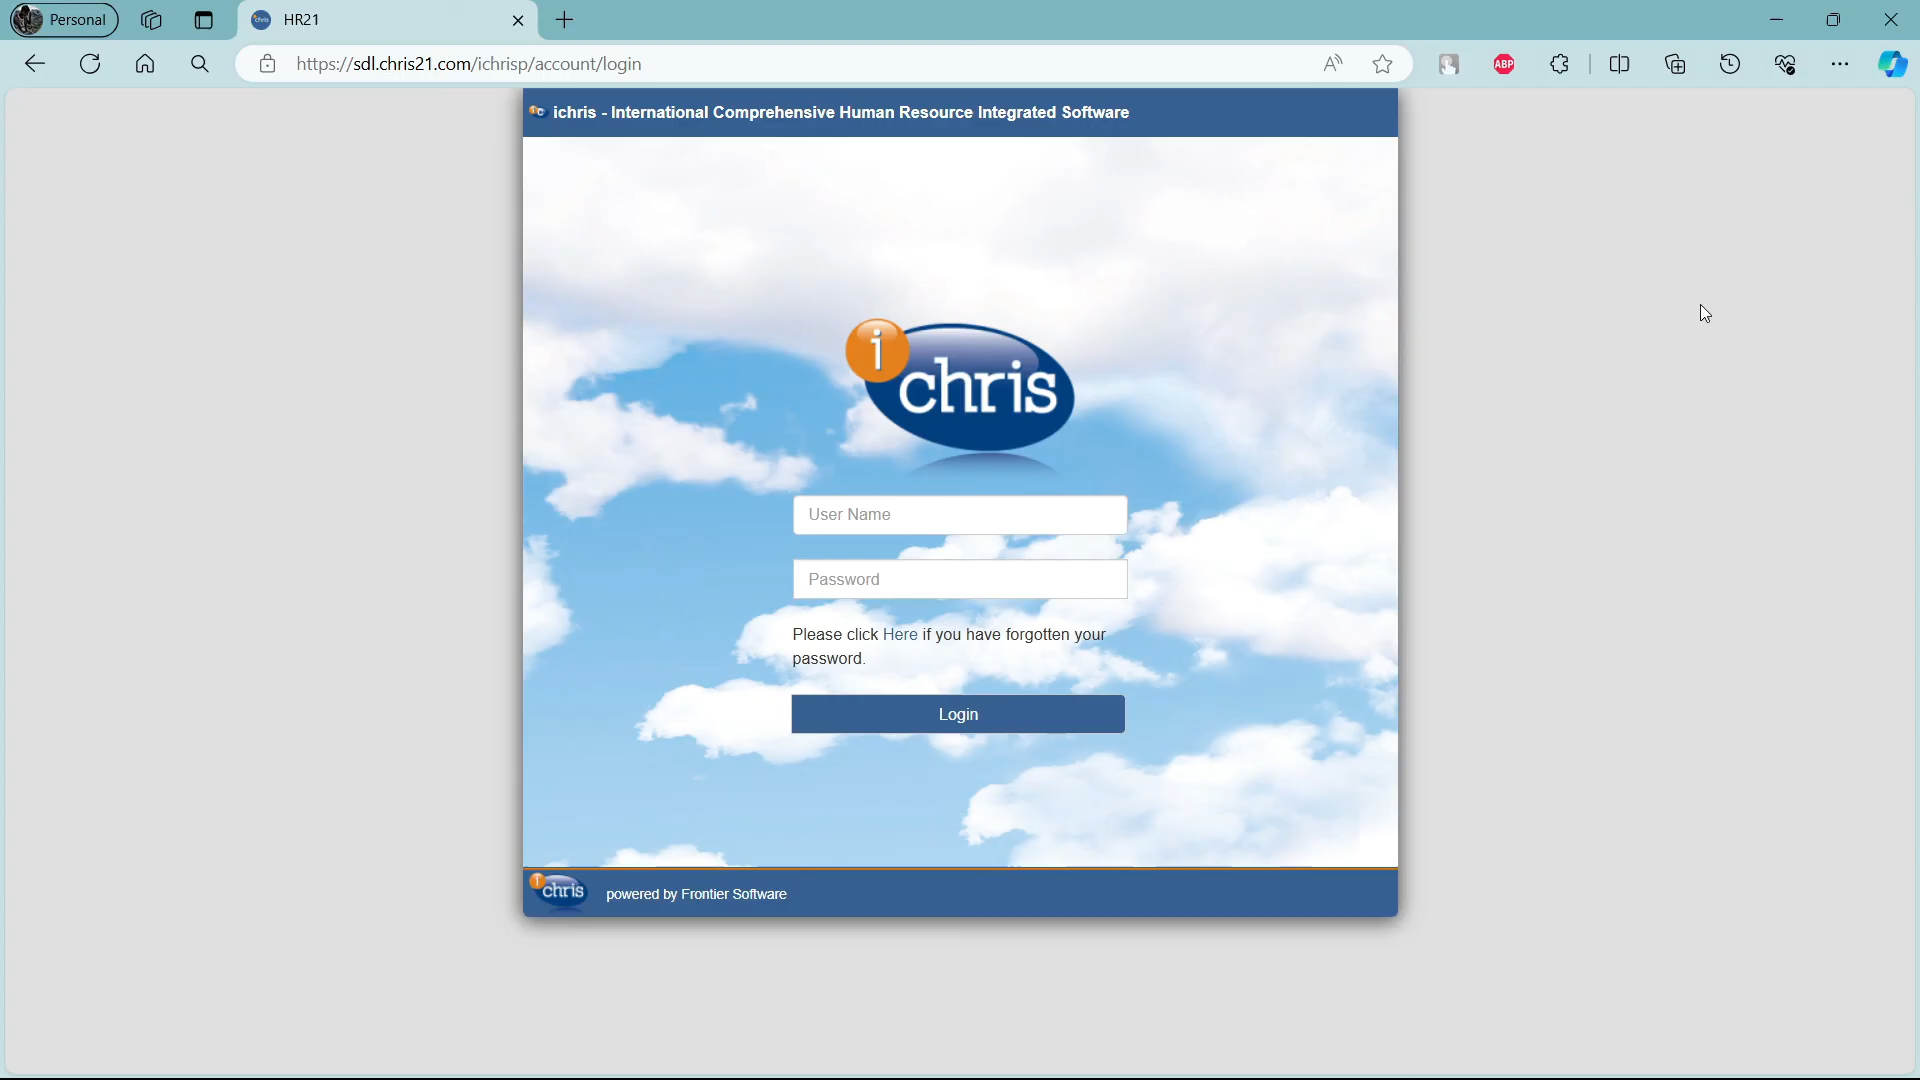 Personal
HR21
https://sdl.chris21.com/ichrisp/account/login
ABP
ichris - International Comprehensive Human Resource Integrated Software
i chris
User Name
Password
Please click Here if you have forgotten your
password.
Login
i chris
powered by Frontier Software